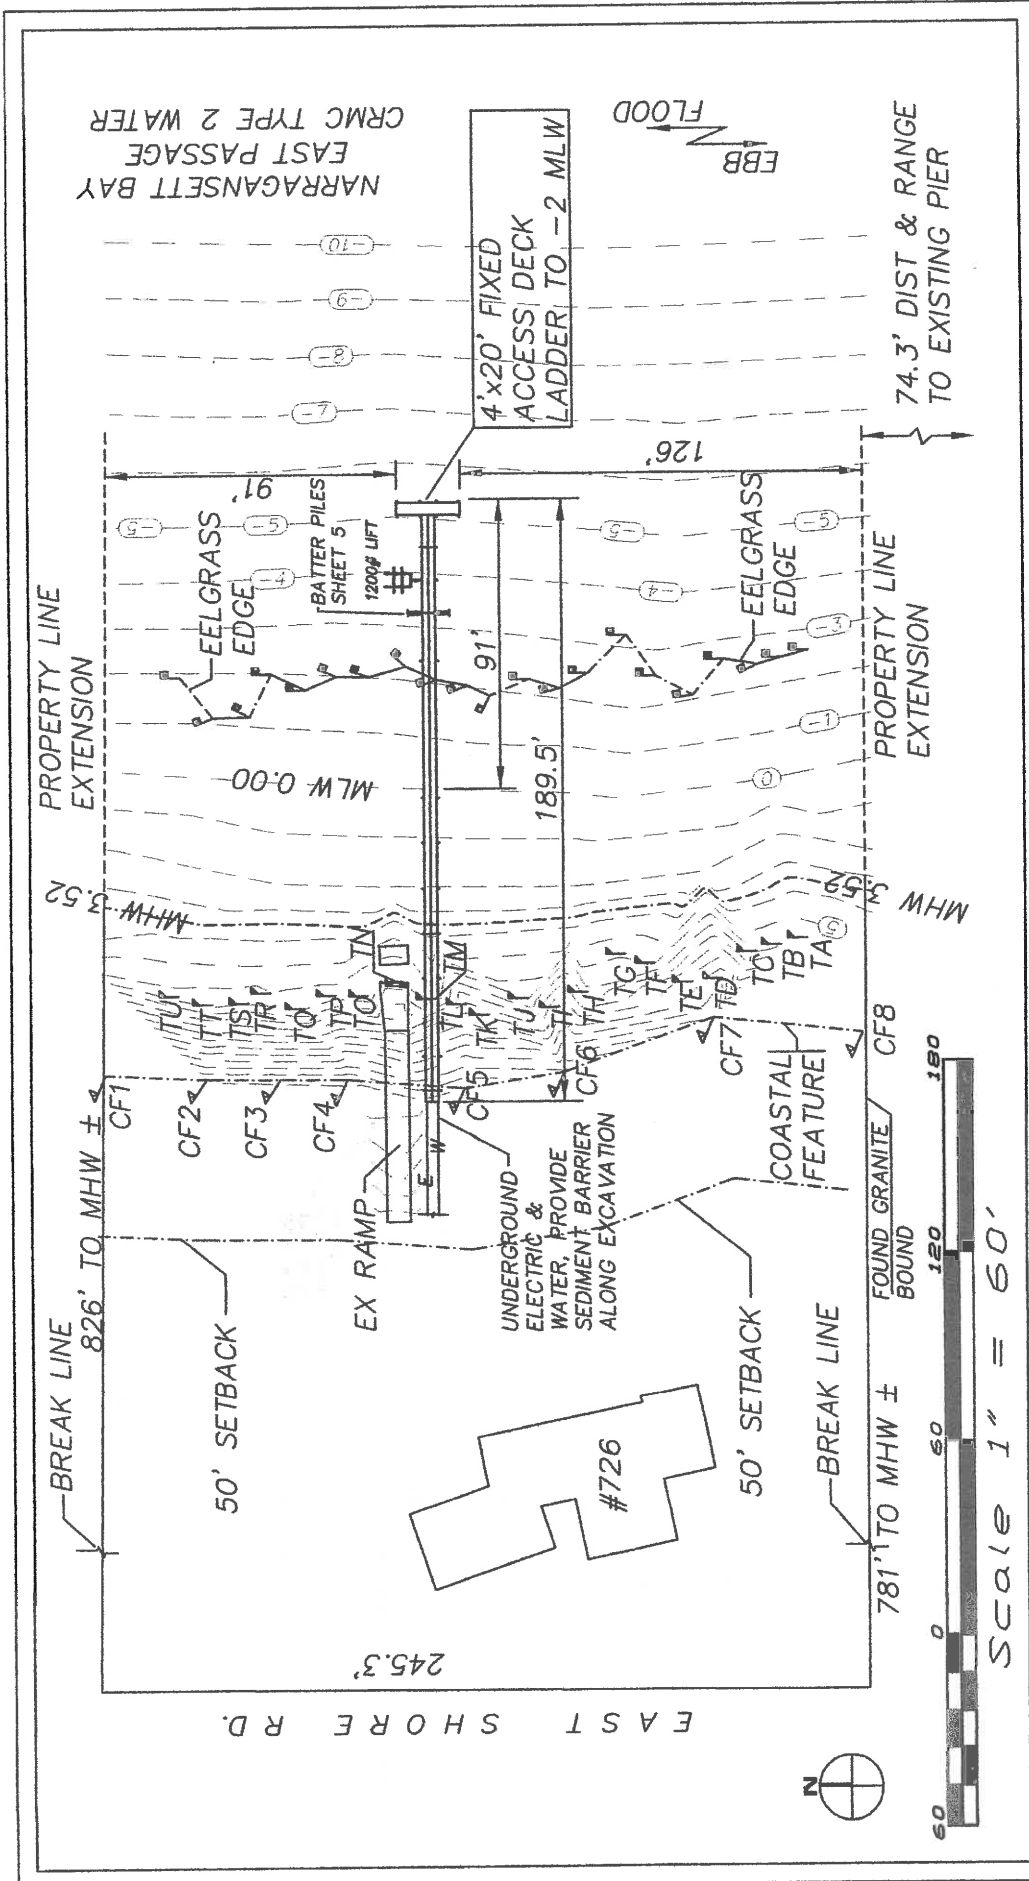 NARRAGANSETT BAY
EAST PASSAGE
CRMC TYPE 2 WATER
FLOOD
EBB
74.3' DIST & RANGE
TO EXISTING PIER
4'x20' FIXED
ACCESS DECK
LADDER TO -2 MLW
-10
-9
-8
-7
PROPERTY LINE
EXTENSION
91'
126'
-5
-5
-5
-5
EELGRASS
EDGE
-4
BATTER PILES
SHEET 5
1200# LIFT
-4
EELGRASS
EDGE
-3
-1
0
PROPERTY LINE
EXTENSION
91'
189.5'
MLW 0.00
3.52
MHW
3.52
MHW
5
TU
TT
TS
TR
TQ
TP
TO
TN
TM
TL
TK
TJ
TI
TH
TG
TF
TE
TD
TC
TB
TA
CF1
CF2
CF3
CF4
CF5
CF6
CF7
CF8
COASTAL
FEATURE
826' TO MHW ±
EX RAMP
E
W
UNDERGROUND
ELECTRIC &
WATER, PROVIDE
SEDIMENT BARRIER
ALONG EXCAVATION
FOUND GRANITE
BOUND
BREAK LINE
50' SETBACK
#726
50' SETBACK
BREAK LINE
781' TO MHW ±
245.3'
EAST SHORE RD.
N
60
0
60
120
180
Scale 1" = 60'